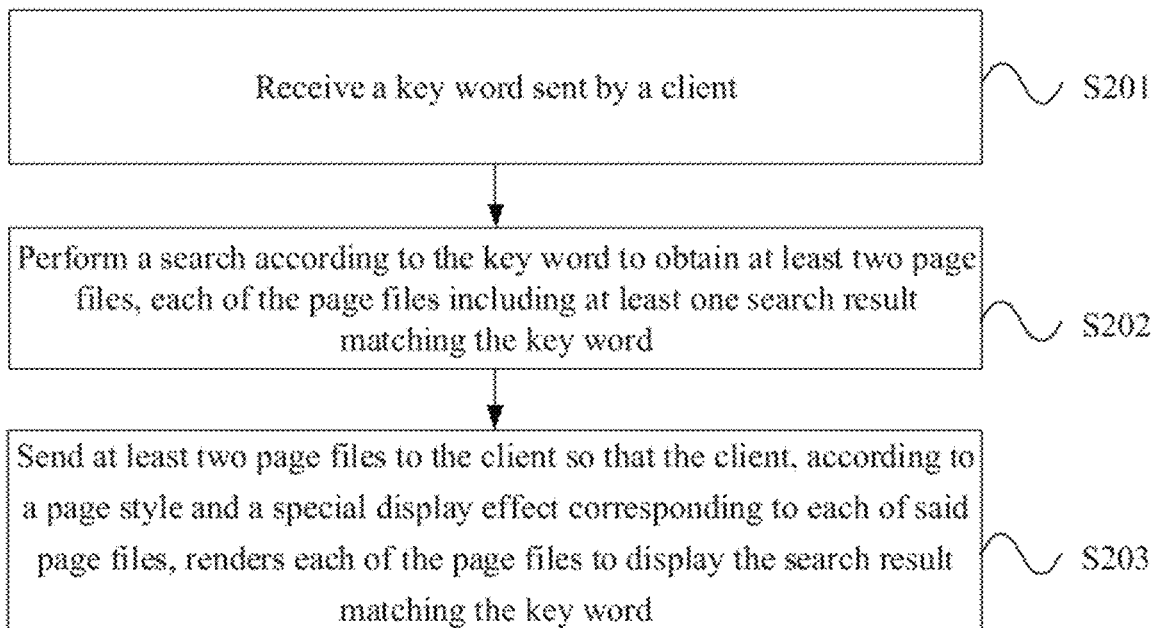 Receive a key word sent by a client
S201
Perform a search according to the key word to obtain at least two page
files, each of the page files including at least one search result
matching the key word
S202
Send at least two page files to the client so that the client, according to
a page style and a special display effect corresponding to each of said
page files, renders each of the page files to display the search result
matching the key word
S203